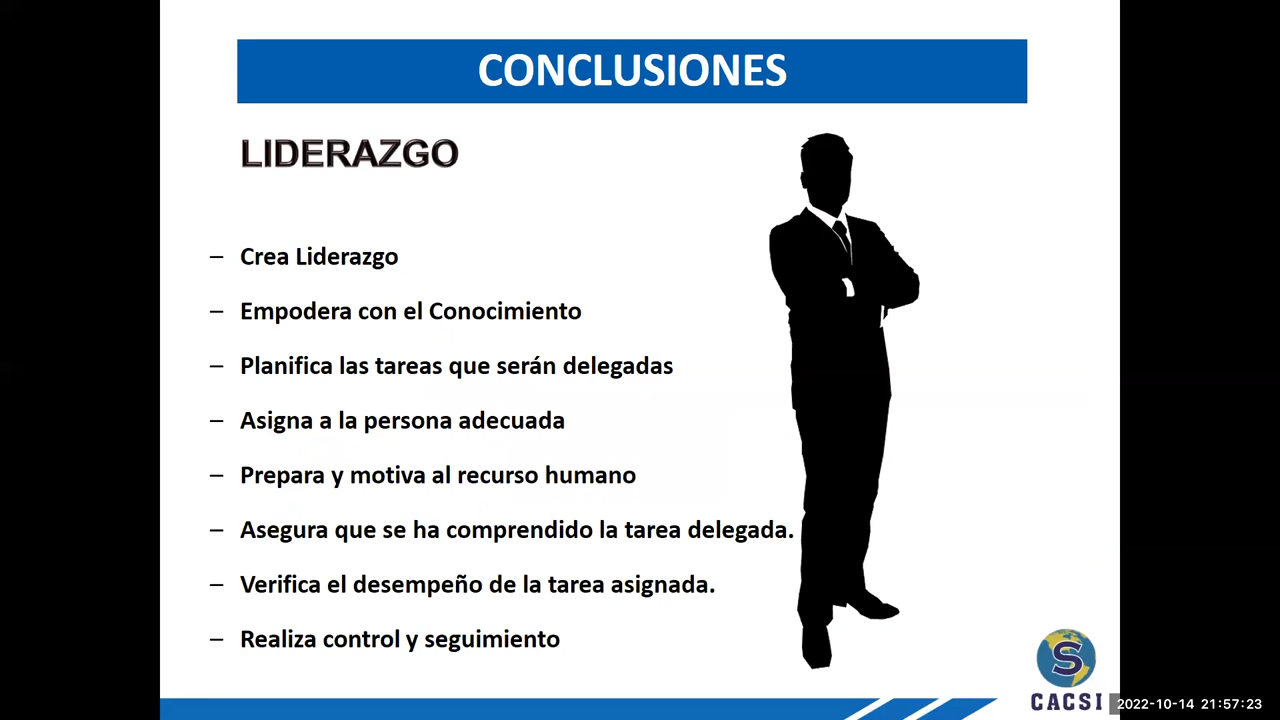 CONCLUSIONES
LIDERAZGO
– Crea Liderazgo
– Empodera con el Conocimiento
– Planifica las tareas que serán delegadas
– Asigna a la persona adecuada
– Prepara y motiva al recurso humano
– Asegura que se ha comprendido la tarea delegada.
– Verifica el desempeño de la tarea asignada.
– Realiza control y seguimiento
S
CACSI
2022-10-14 21:57:23